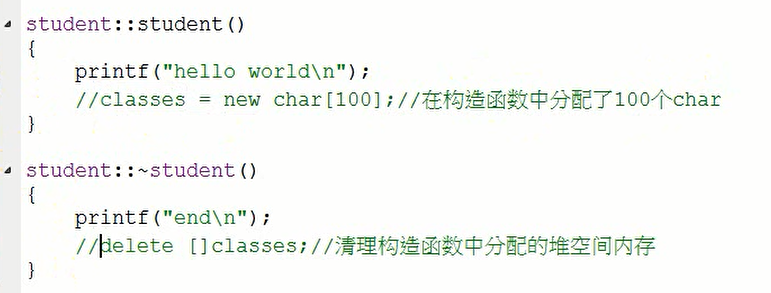 student::student()
{
    printf("hello world\n");
    //classes = new char[100];//在构造函数中分配了100个char
}

student::~student()
{
    printf("end\n");
    //delete []classes;//清理构造函数中分配的堆空间内存
}